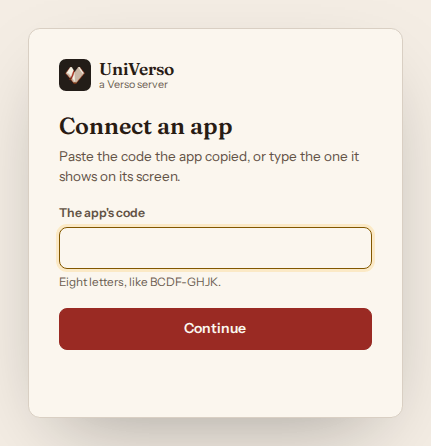 UniVerso
a Verso server
Connect an app
Paste the code the app copied, or type the one it
shows on its screen.
The app's code
Eight letters, like BCDF-GHJK.
Continue